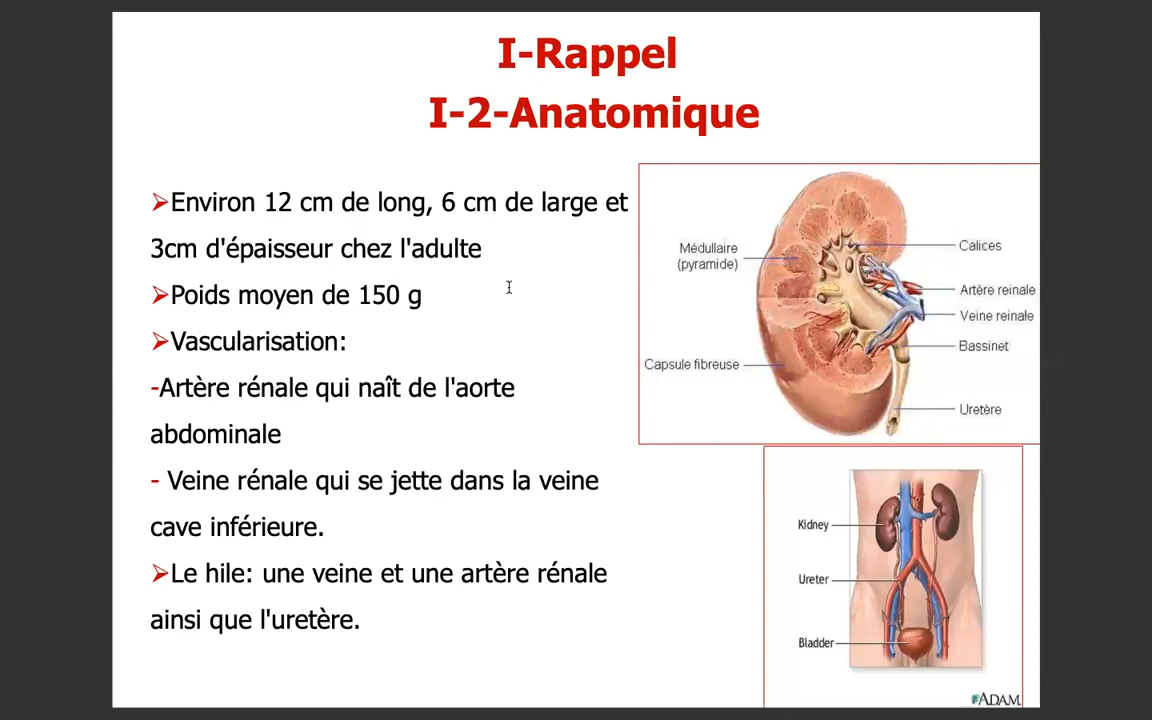 I-Rappel
I-2-Anatomique
➢Environ 12 cm de long, 6 cm de large et
3cm d'épaisseur chez l'adulte
➢Poids moyen de 150 g
➢Vascularisation:
-Artère rénale qui naît de l'aorte
abdominale
- Veine rénale qui se jette dans la veine
cave inférieure.
➢Le hile: une veine et une artère rénale
ainsi que l'uretère.
Médullaire
(pyramide)
Capsule fibreuse
Calices
Artère reinale
Veine reinale
Bassinet
Uretère
Kidney
Ureter
Bladder
ADAM.